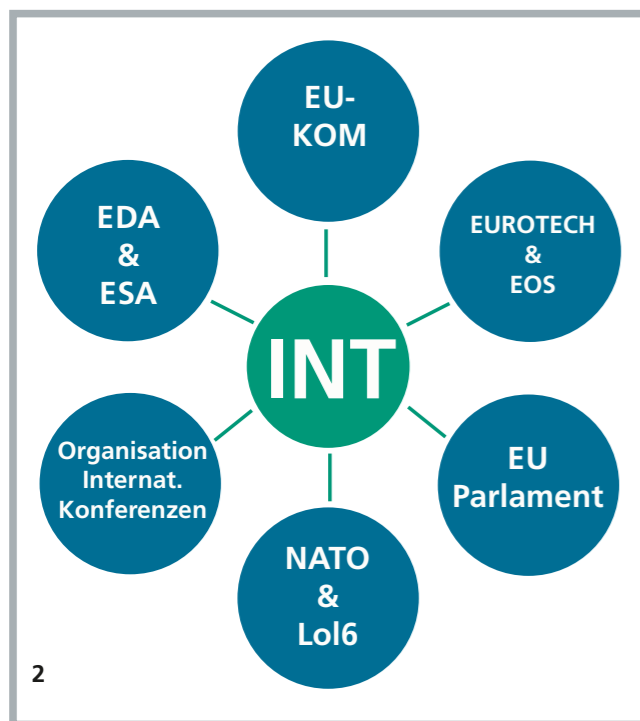 EU-
KOM
EDA
&
ESA
EUROTECH
&
EOS
INT
Organisation
Internat.
Konferenzen
EU
Parlament
NATO
&
LoI6
2